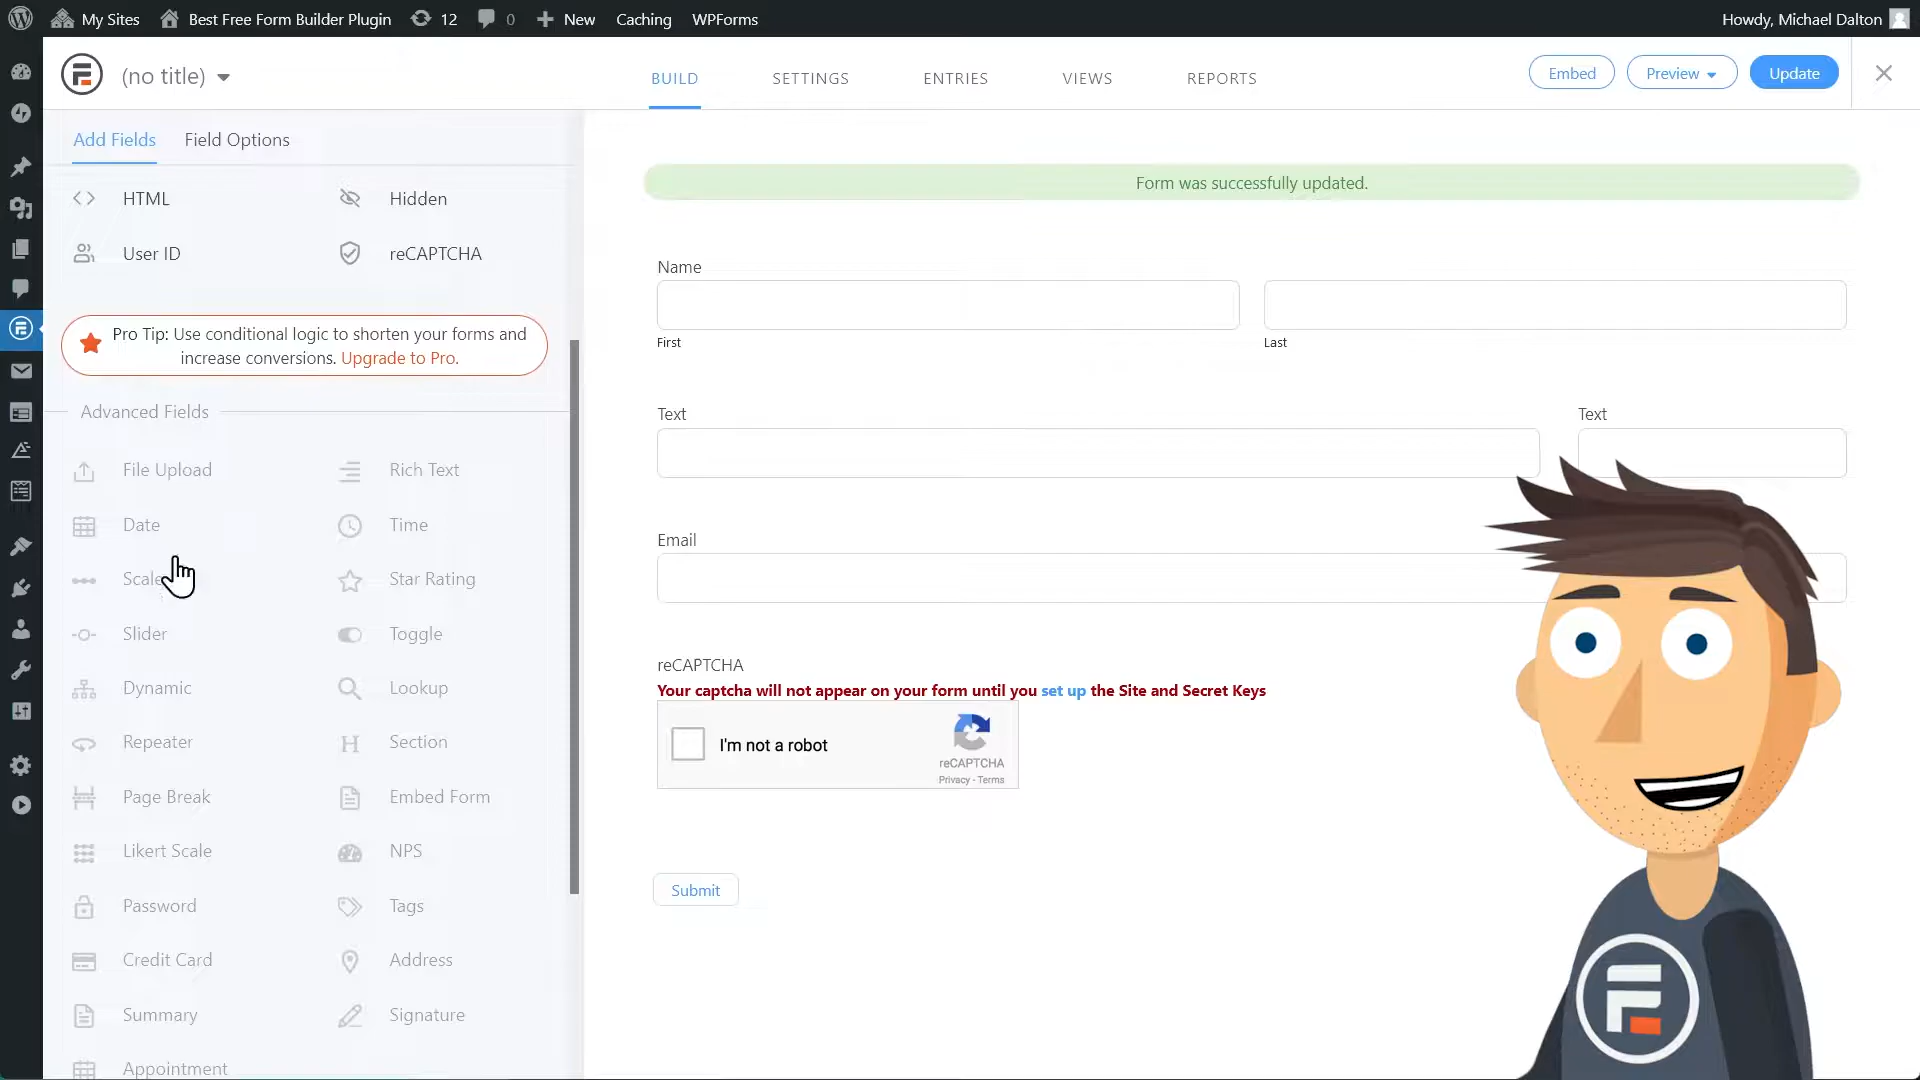 My Sites
Best Free Form Builder Plugin
12
0
New
Caching
WPForms
Howdy, Michael Dalton
(no title)
BUILD
SETTINGS
ENTRIES
VIEWS
REPORTS
Embed
Preview
Update
Add Fields
Field Options
HTML
Hidden
User ID
reCAPTCHA
Pro Tip: Use conditional logic to shorten your forms and
increase conversions. Upgrade to Pro.
Advanced Fields
File Upload
Rich Text
Date
Time
Scale
Star Rating
Slider
Toggle
Dynamic
Lookup
Repeater
Section
Page Break
Embed Form
Likert Scale
NPS
Password
Tags
Credit Card
Address
Summary
Signature
Appointment
Form was successfully updated.
Name
First
Last
Text
Text
Email
reCAPTCHA
Your captcha will not appear on your form until you set up the Site and Secret Keys
I'm not a robot
reCAPTCHA
Privacy - Terms
Submit